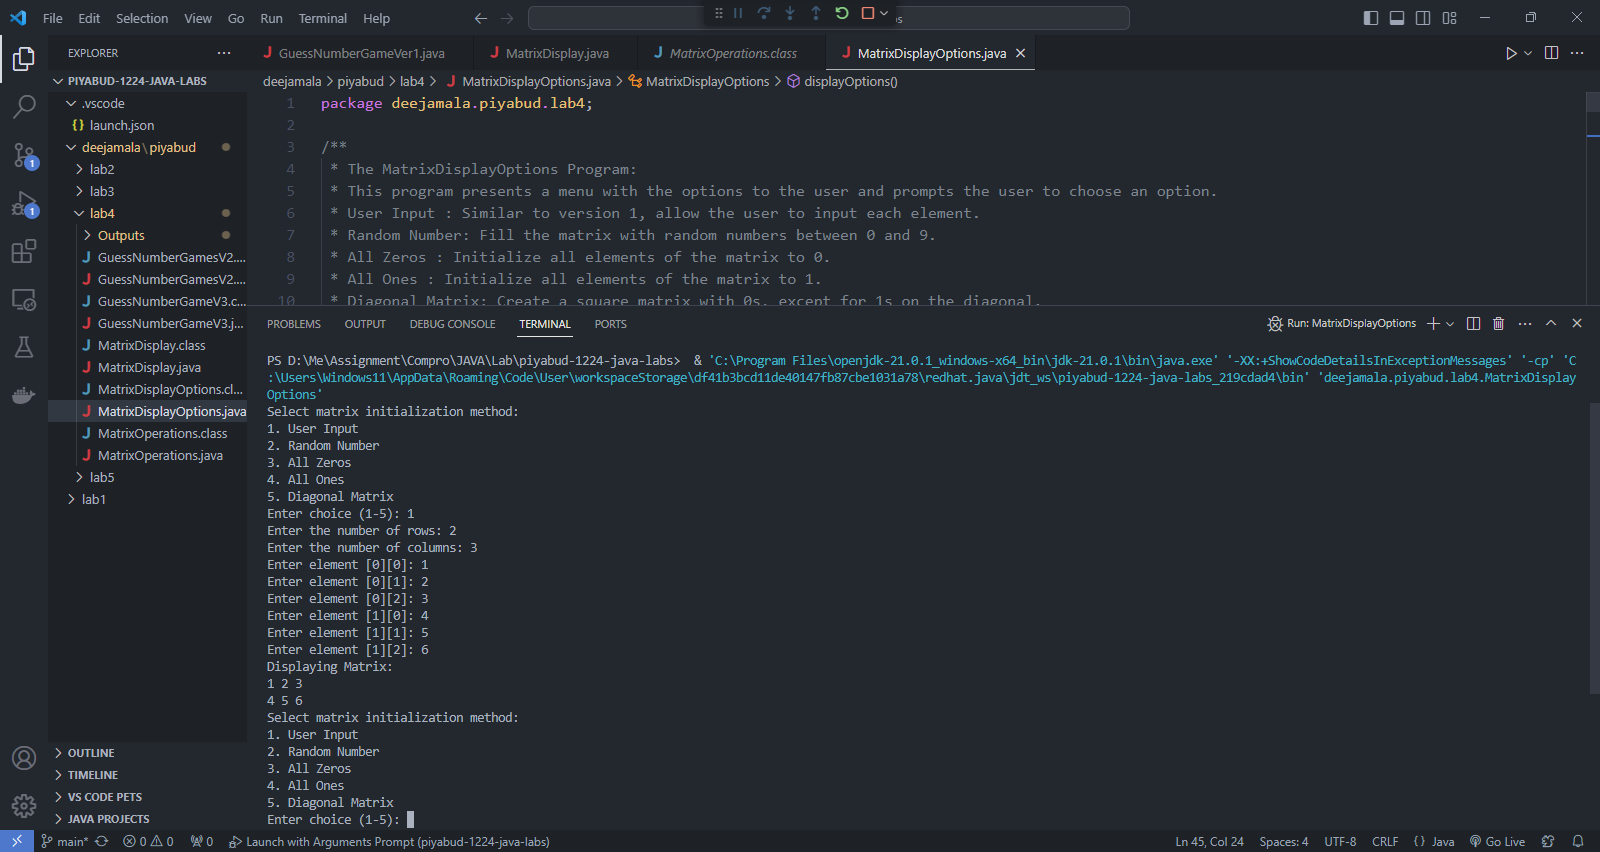 File Edit Selection View Go Run Terminal Help
EXPLORER
PIYABUD-1224-JAVA-LABS
.vscode
{} launch.json
deejamala\piyabud
lab2
lab3
lab4
Outputs
J GuessNumberGamesV2....
J GuessNumberGamesV2....
J GuessNumberGameV3.c...
J GuessNumberGameV3.j...
J MatrixDisplay.class
J MatrixDisplay.java
J MatrixDisplayOptions.cl...
J MatrixDisplayOptions.java
J MatrixOperations.class
J MatrixOperations.java
lab5
lab1
OUTLINE
TIMELINE
VS CODE PETS
JAVA PROJECTS
1
1
J GuessNumberGameVer1.java J MatrixDisplay.java J MatrixOperations.class J MatrixDisplayOptions.java
deejamala > piyabud > lab4 > J MatrixDisplayOptions.java > MatrixDisplayOptions > displayOptions()
1 package deejamala.piyabud.lab4;
2
3 /**
4 * The MatrixDisplayOptions Program:
5 * This program presents a menu with the options to the user and prompts the user to choose an option.
6 * User Input : Similar to version 1, allow the user to input each element.
7 * Random Number: Fill the matrix with random numbers between 0 and 9.
8 * All Zeros : Initialize all elements of the matrix to 0.
9 * All Ones : Initialize all elements of the matrix to 1.
10 * Diagonal Matrix: Create a square matrix with 0s, except for 1s on the diagonal.
PROBLEMS OUTPUT DEBUG CONSOLE TERMINAL PORTS
Run: MatrixDisplayOptions
PS D:\Me\Assignment\Compro\JAVA\Lab\piyabud-1224-java-labs> & 'C:\Program Files\openjdk-21.0.1_windows-x64_bin\jdk-21.0.1\bin\java.exe' '-XX:+ShowCodeDetailsInExceptionMessages' '-cp' 'C
:\Users\Windows11\AppData\Roaming\Code\User\workspaceStorage\df41b3bcd11de40147fb87cbe1031a78\redhat.java\jdt_ws\piyabud-1224-java-labs_219cdad4\bin' 'deejamala.piyabud.lab4.MatrixDisplay
Options'
Select matrix initialization method:
1. User Input
2. Random Number
3. All Zeros
4. All Ones
5. Diagonal Matrix
Enter choice (1-5): 1
Enter the number of rows: 2
Enter the number of columns: 3
Enter element [0][0]: 1
Enter element [0][1]: 2
Enter element [0][2]: 3
Enter element [1][0]: 4
Enter element [1][1]: 5
Enter element [1][2]: 6
Displaying Matrix:
1 2 3
4 5 6
Select matrix initialization method:
1. User Input
2. Random Number
3. All Zeros
4. All Ones
5. Diagonal Matrix
Enter choice (1-5):
main* 0 0 0 Launch with Arguments Prompt (piyabud-1224-java-labs) Ln 45, Col 24 Spaces: 4 UTF-8 CRLF {} Java Go Live